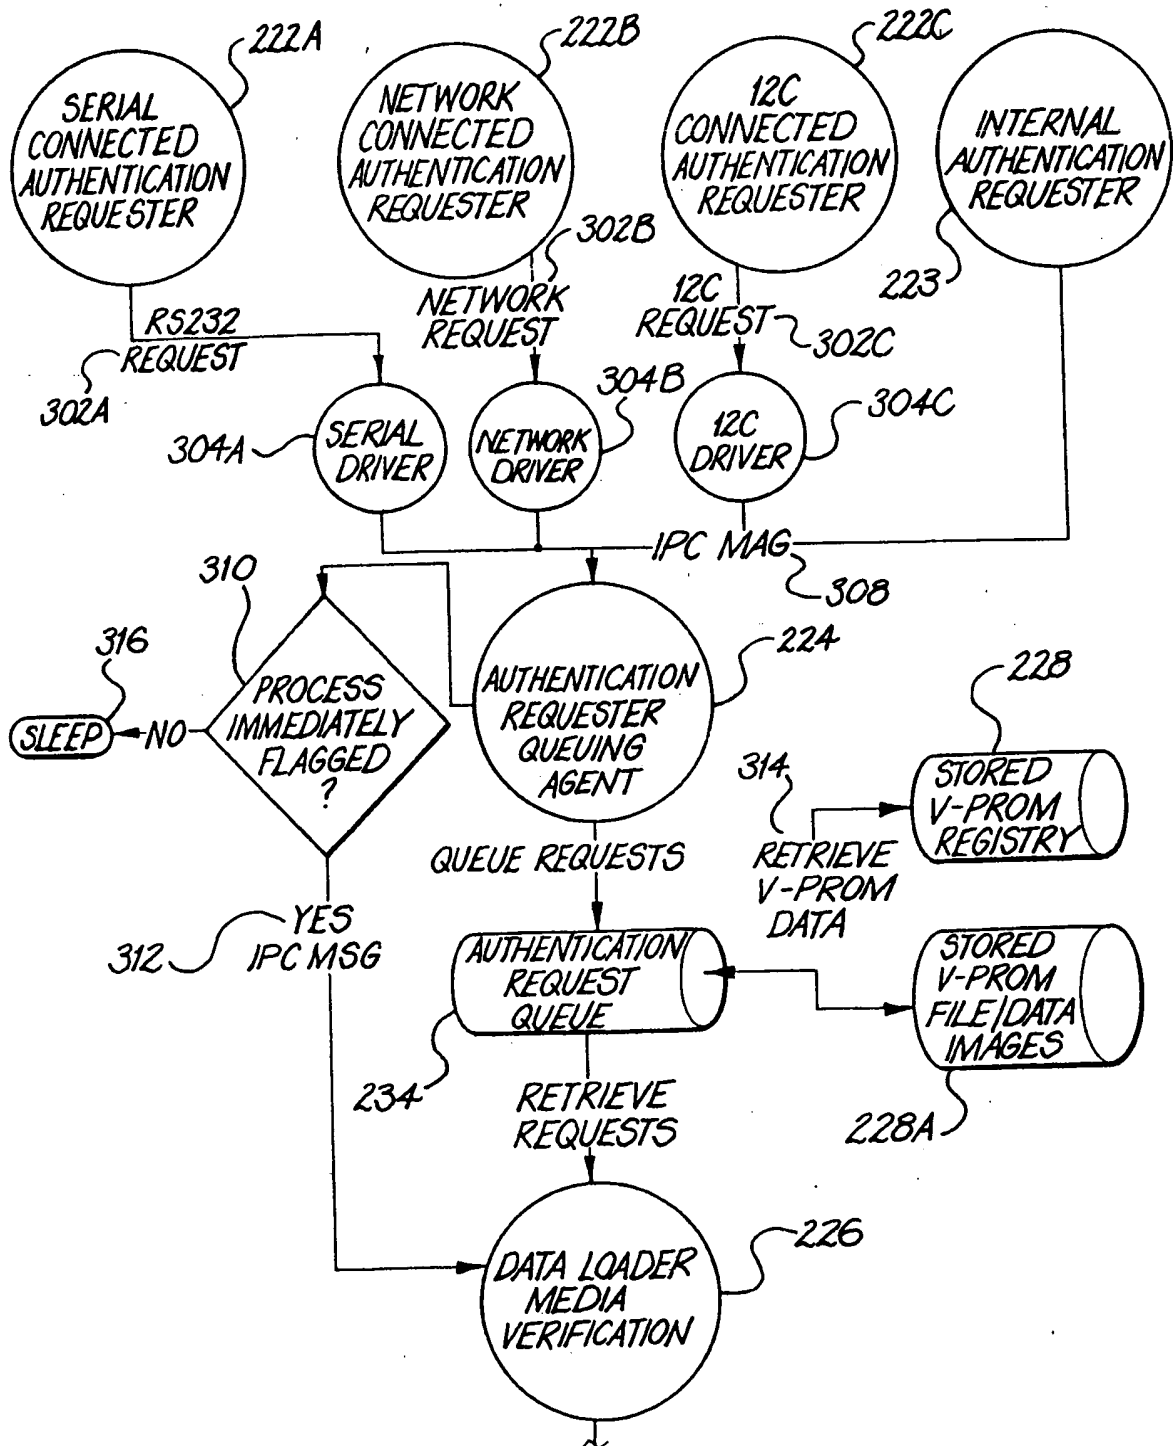 222A
SERIAL
CONNECTED
AUTHENTICATION
REQUESTER
222B
NETWORK
CONNECTED
AUTHENTICATION
REQUESTER
222C
12C
CONNECTED
AUTHENTICATION
REQUESTER
INTERNAL
AUTHENTICATION
REQUESTER
223
RS232
REQUEST
302A
302B
NETWORK
REQUEST
12C
REQUEST
302C
304A
SERIAL
DRIVER
304B
NETWORK
DRIVER
12C
DRIVER
304C
IPC MAG
308
310
316
SLEEP
NO
PROCESS
IMMEDIATELY
FLAGGED
?
AUTHENTICATION
REQUESTER
QUEUING
AGENT
224
228
STORED
V-PROM
REGISTRY
314
RETRIEVE
V-PROM
DATA
QUEUE REQUESTS
312
YES
IPC MSG
AUTHENTICATION
REQUEST
QUEUE
234
STORED
V-PROM
FILE/DATA
IMAGES
228A
RETRIEVE
REQUESTS
226
DATA LOADER
MEDIA
VERIFICATION